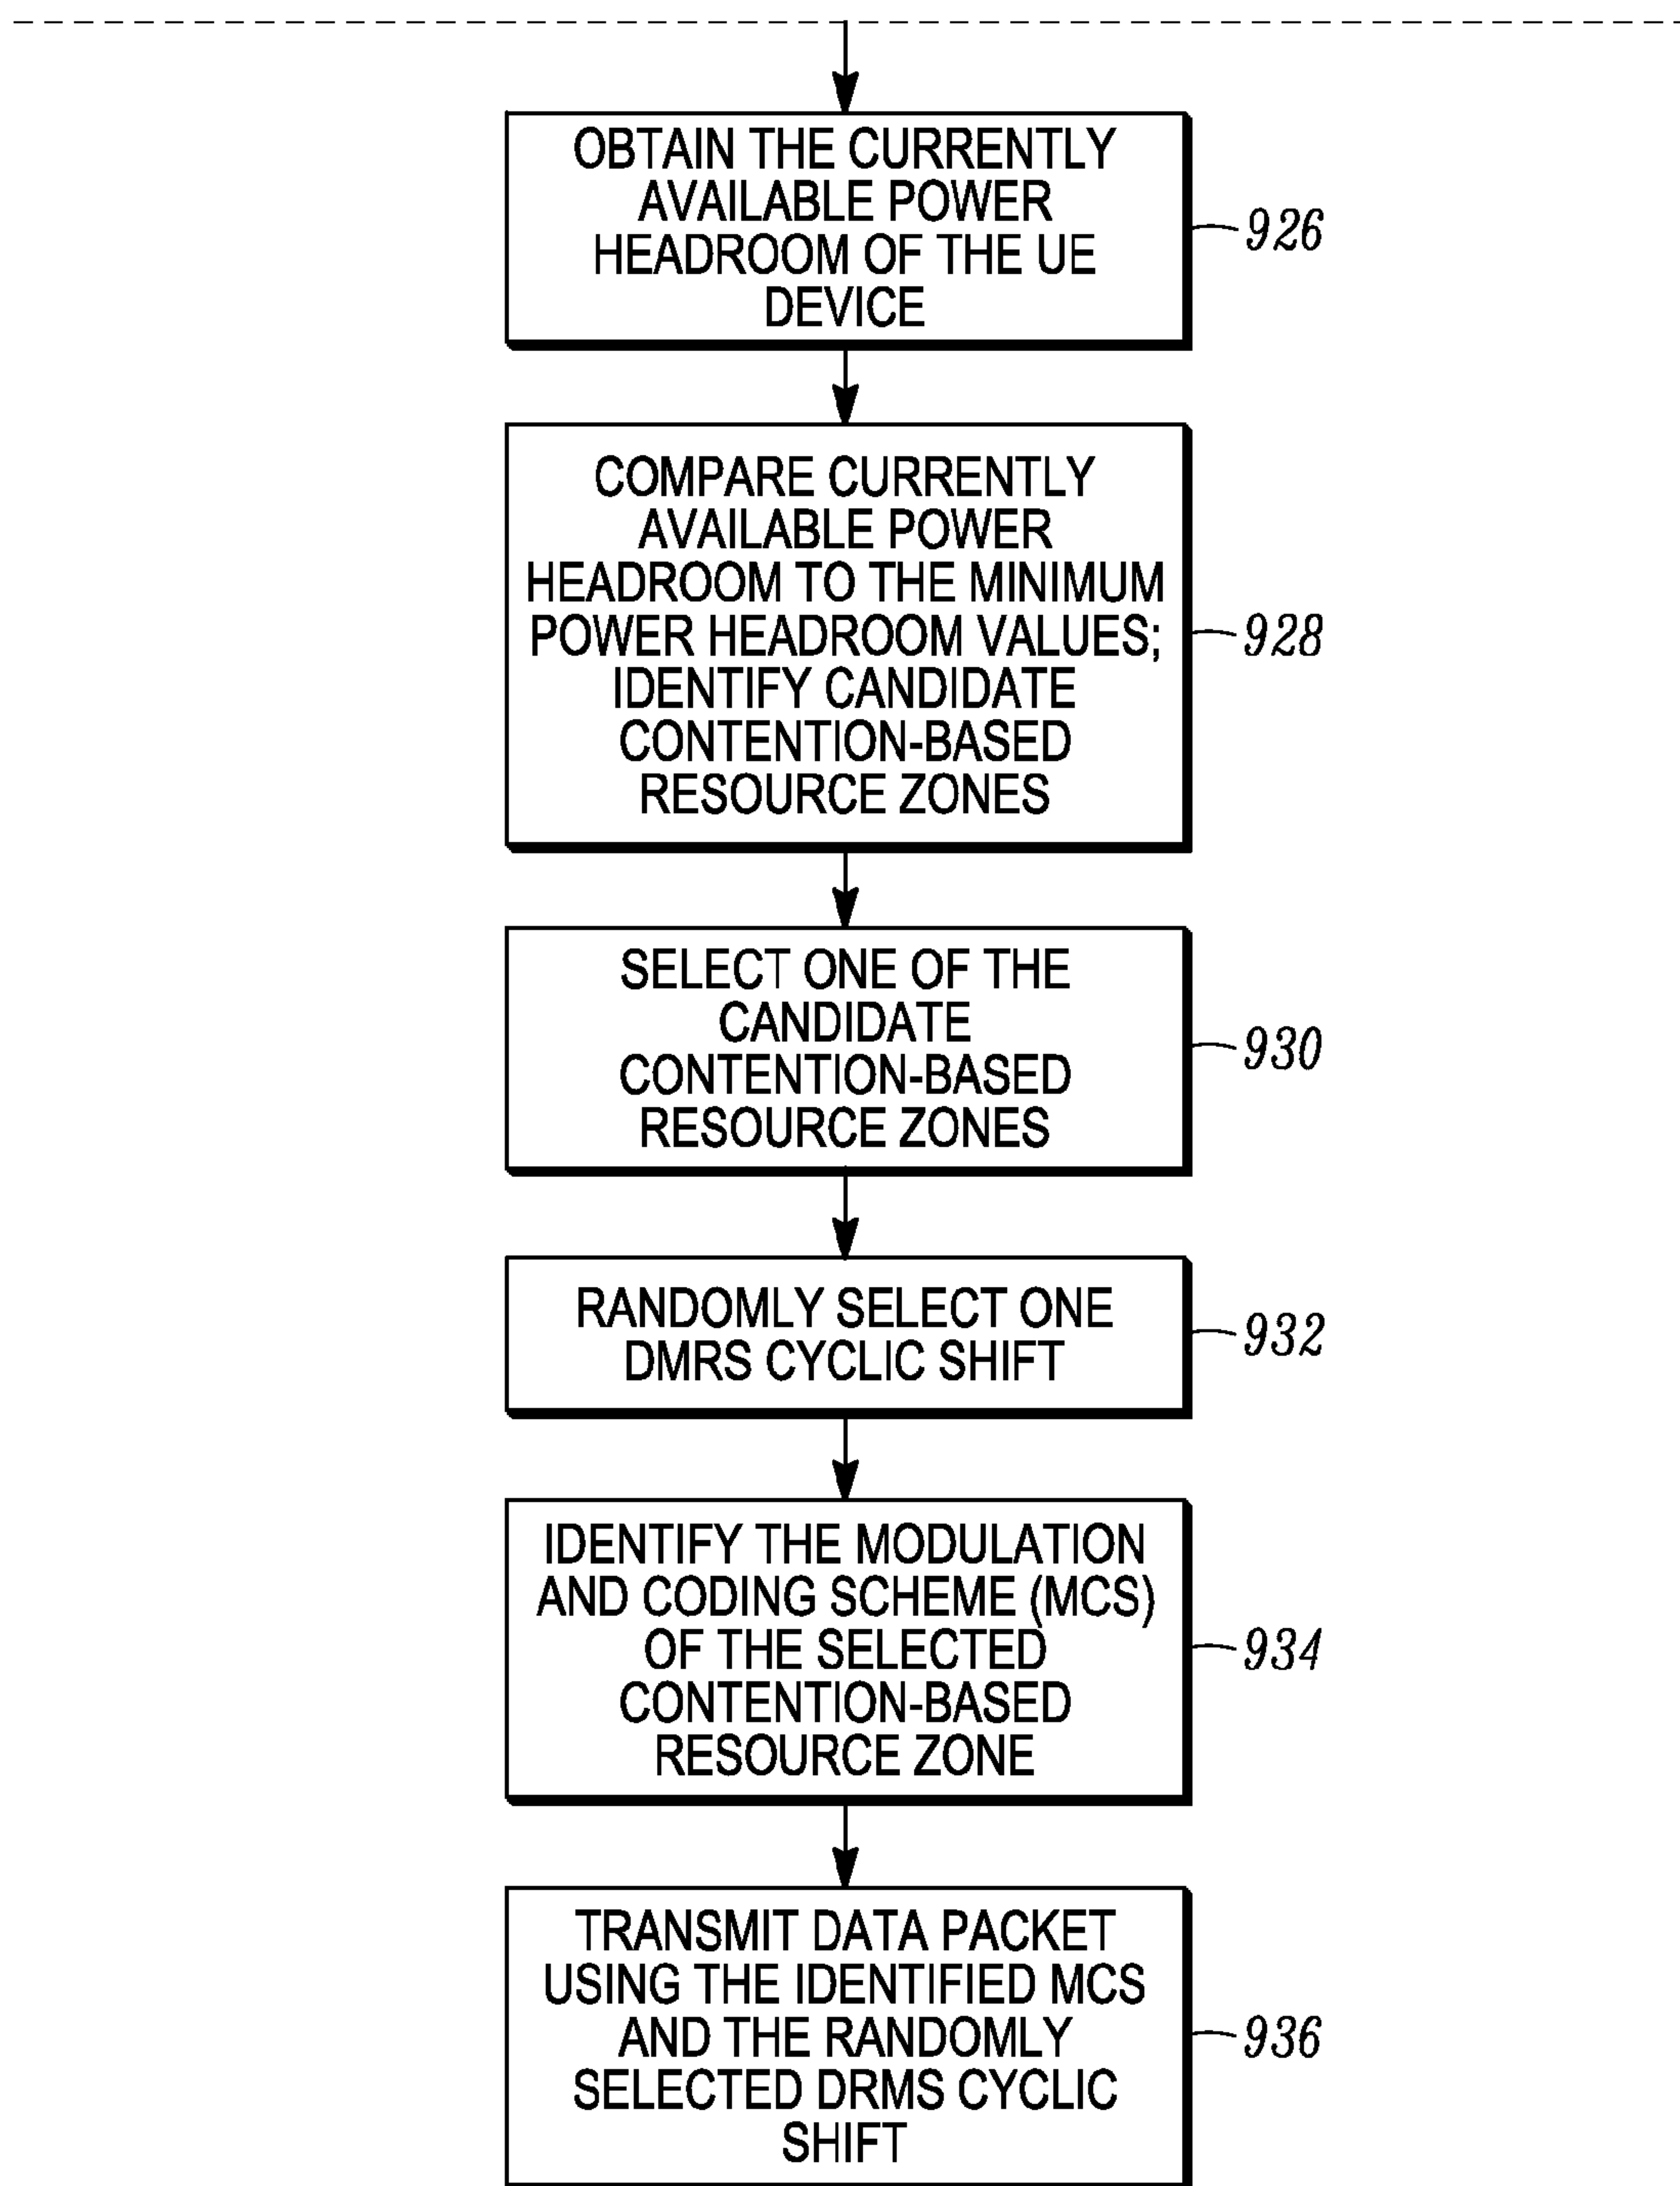 OBTAIN THE CURRENTLY
AVAILABLE POWER
HEADROOM OF THE UE
DEVICE
926
COMPARE CURRENTLY
AVAILABLE POWER
HEADROOM TO THE MINIMUM
POWER HEADROOM VALUES;
IDENTIFY CANDIDATE
CONTENTION-BASED
RESOURCE ZONES
928
SELECT ONE OF THE
CANDIDATE
CONTENTION-BASED
RESOURCE ZONES
930
RANDOMLY SELECT ONE
DMRS CYCLIC SHIFT
932
IDENTIFY THE MODULATION
AND CODING SCHEME (MCS)
OF THE SELECTED
CONTENTION-BASED
RESOURCE ZONE
934
TRANSMIT DATA PACKET
USING THE IDENTIFIED MCS
AND THE RANDOMLY
SELECTED DRMS CYCLIC
SHIFT
936